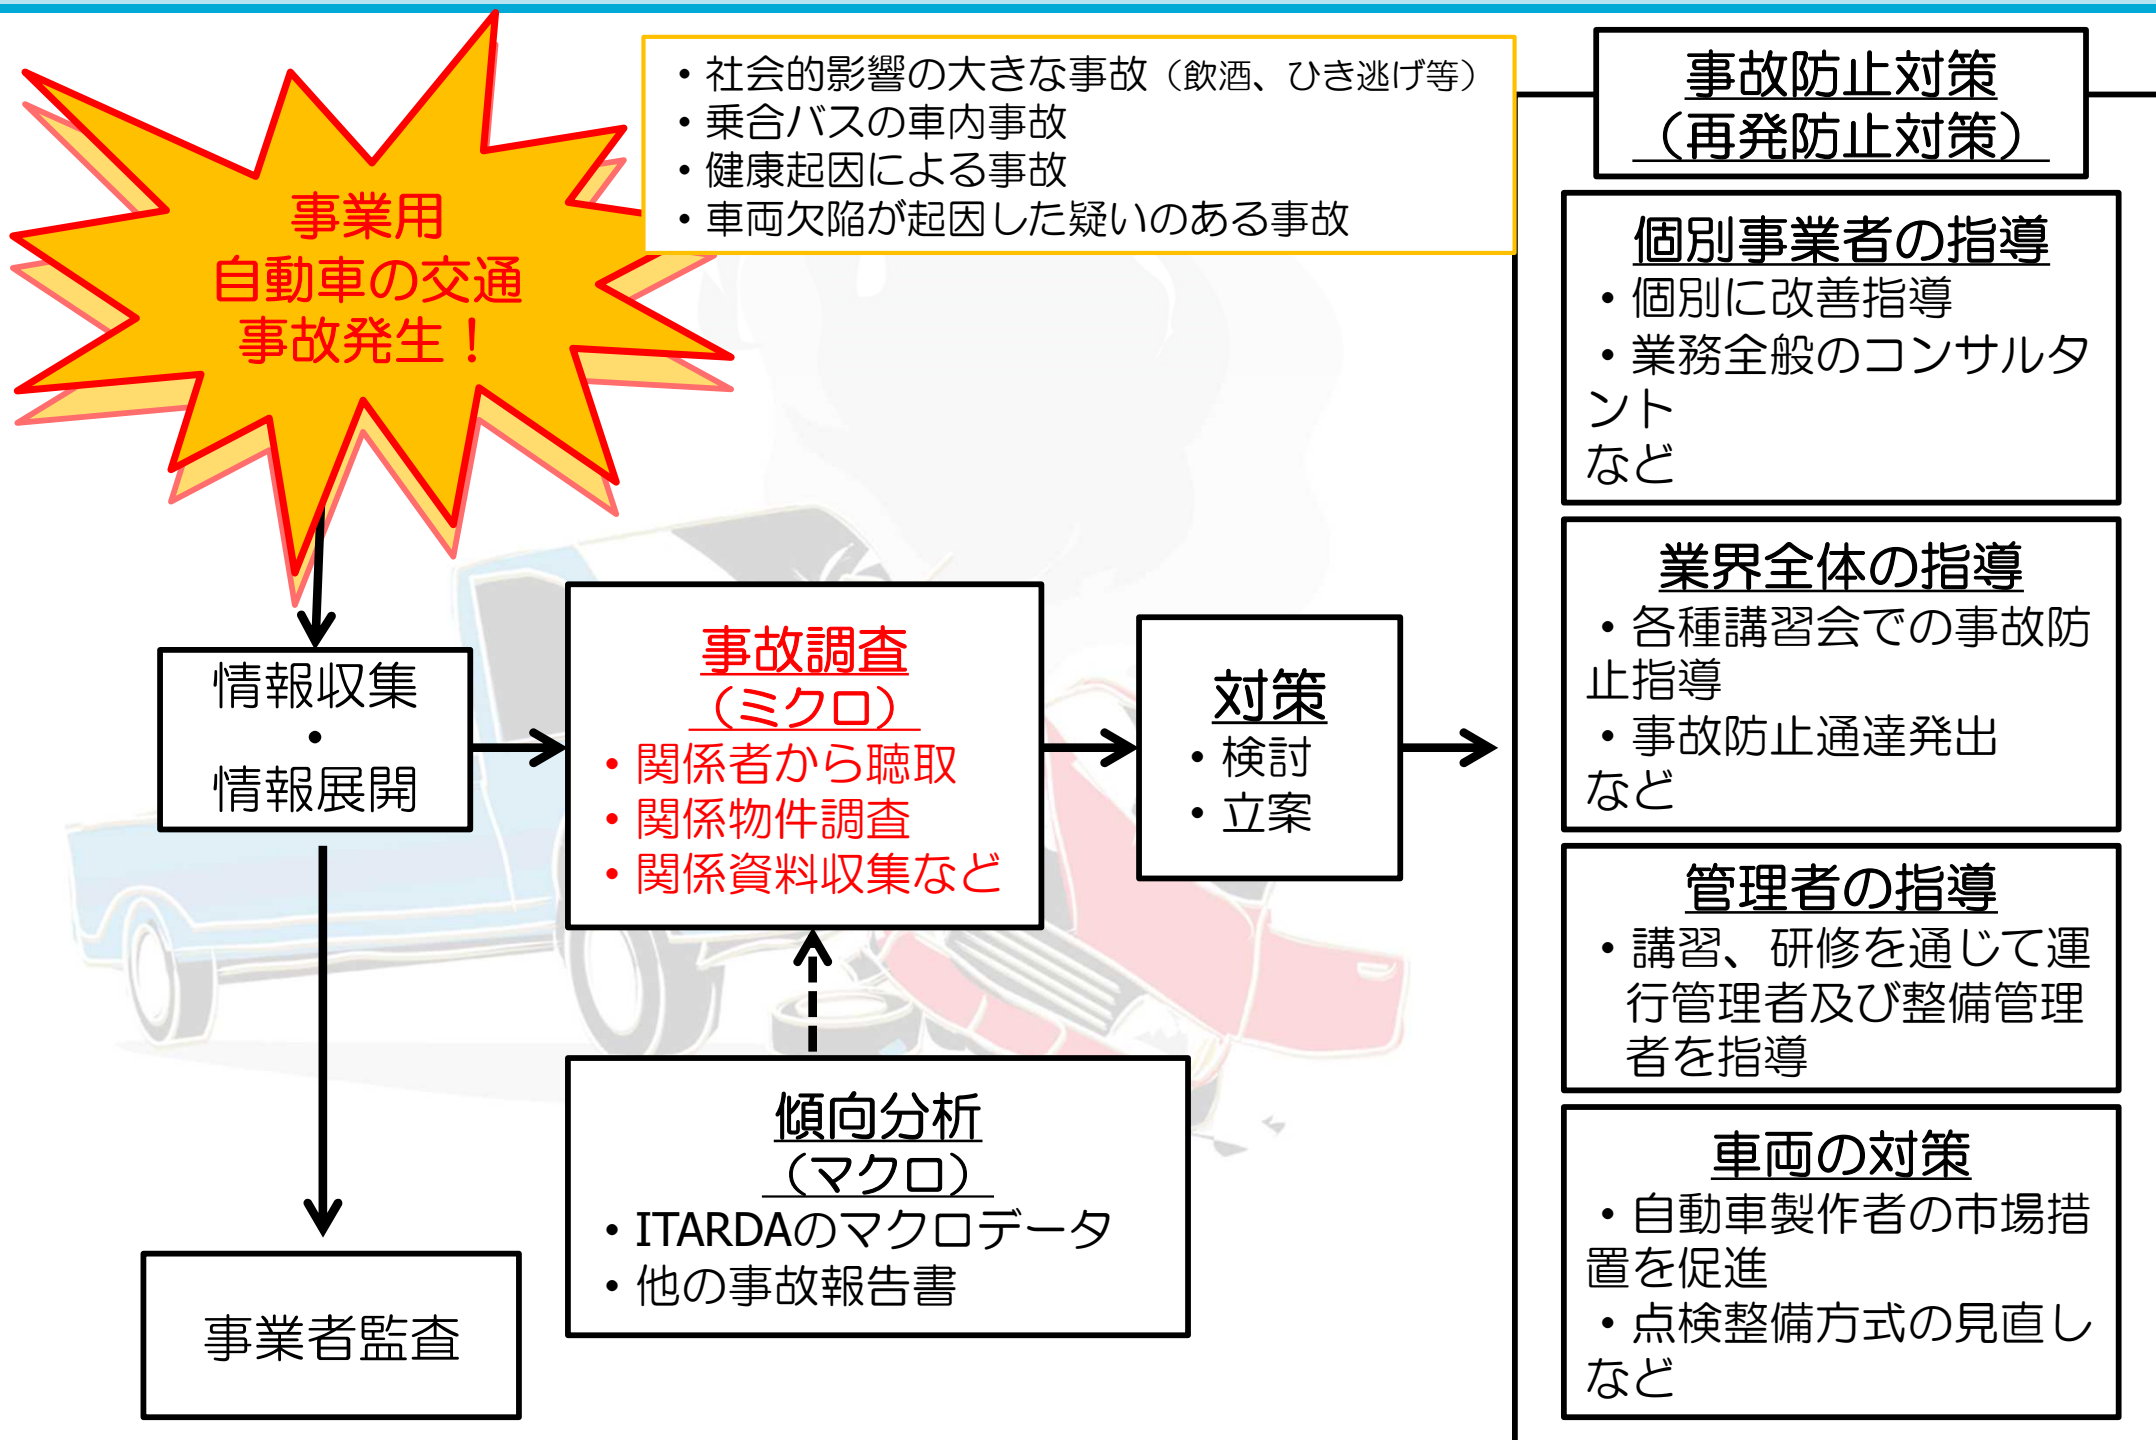 事業用
自動車の交通
事故発生！
・社会的影響の大きな事故（飲酒、ひき逃げ等）
・乗合バスの車内事故
・健康起因による事故
・車両欠陥が起因した疑いのある事故
情報収集
・
情報展開
事業者監査
事故調査
（ミクロ）
・関係者から聴取
・関係物件調査
・関係資料収集など
傾向分析
（マクロ）
・ITARDAのマクロデータ
・他の事故報告書
対策
・検討
・立案
事故防止対策
（再発防止対策）
個別事業者の指導
・個別に改善指導
・業務全般のコンサルタ
ント
など
業界全体の指導
・各種講習会での事故防
止指導
・事故防止通達発出
など
管理者の指導
・講習、研修を通じて運
行管理者及び整備管理
者を指導
車両の対策
・自動車製作者の市場措
置を促進
・点検整備方式の見直し
など